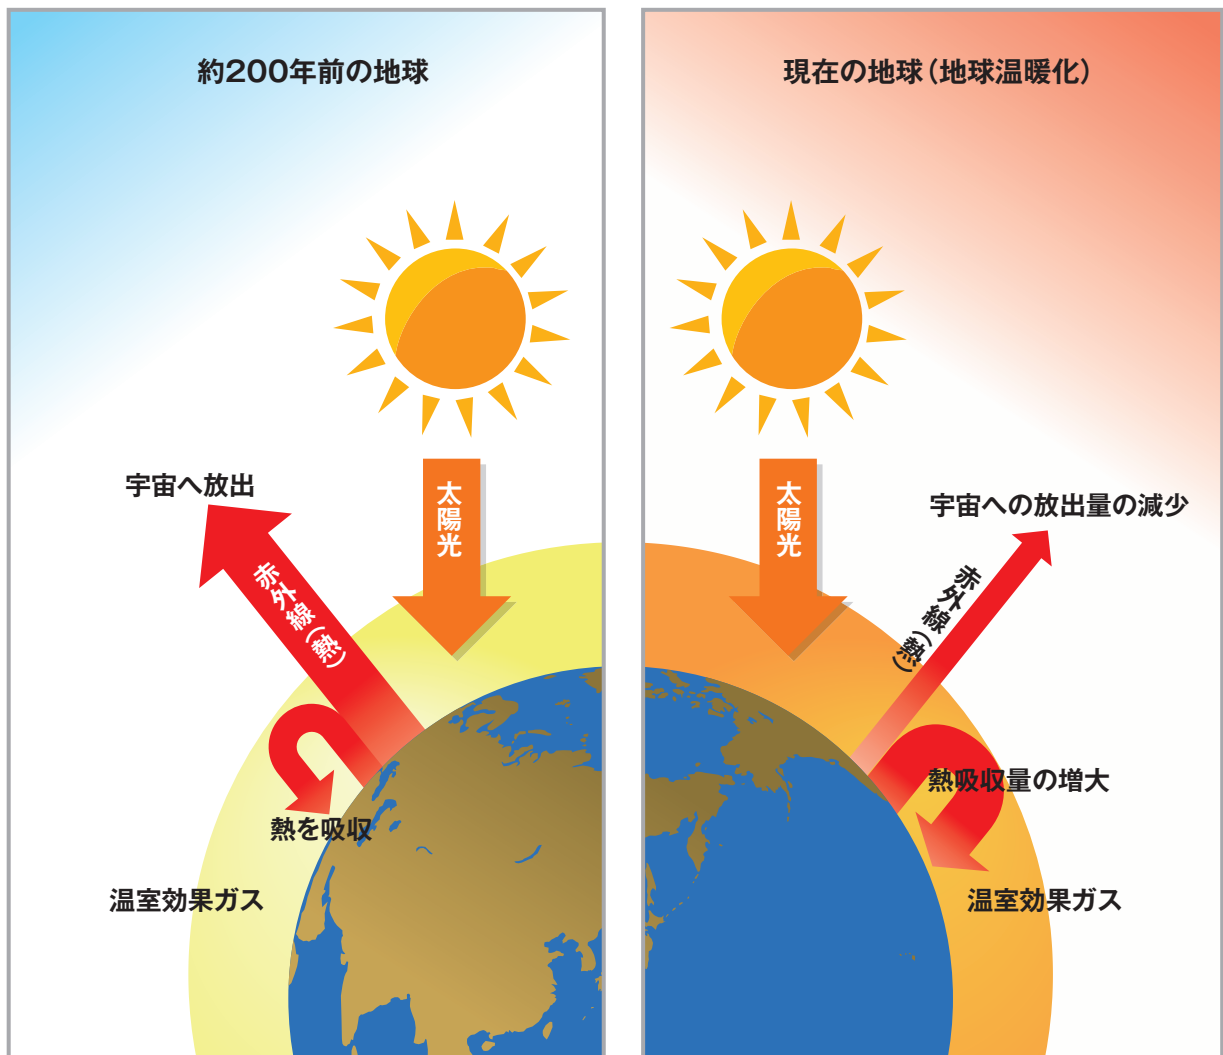 約200年前の地球
太陽光
宇宙へ放出
赤外線(熱)
熱を吸収
温室効果ガス
現在の地球(地球温暖化)
太陽光
宇宙への放出量の減少
赤外線(熱)
熱吸収量の増大
温室効果ガス